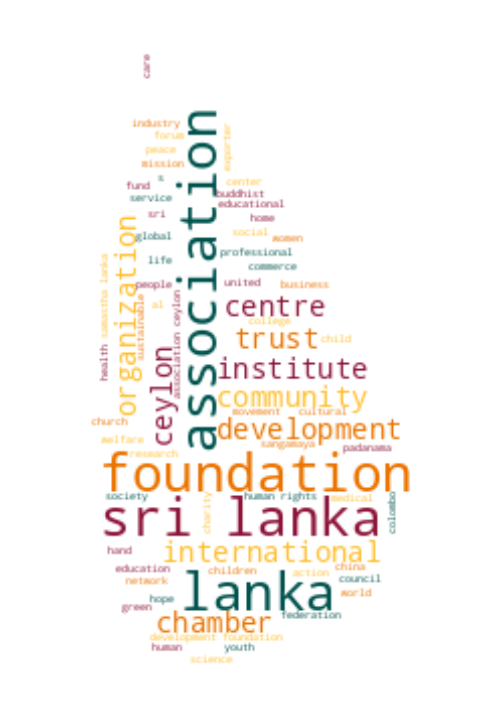 care
industry
forum
exporter
peace
mission
s
center
fund
buddhist
service
educational
sri
home
association
organization
global
social
women
professional
life
commerce
samastha lanka
people
united
business
sustainable
al
association ceylon
centre
college
health
ceylon
trust
child
institute
community
movement
cultural
church
development
welfare
sangamaya
research
padanama
foundation
society
charity
human rights
medical
colombo
sri lanka
hand
international
education
children
action
china
network
council
lanka
hope
world
green
federation
chamber
development foundation
human
youth
science